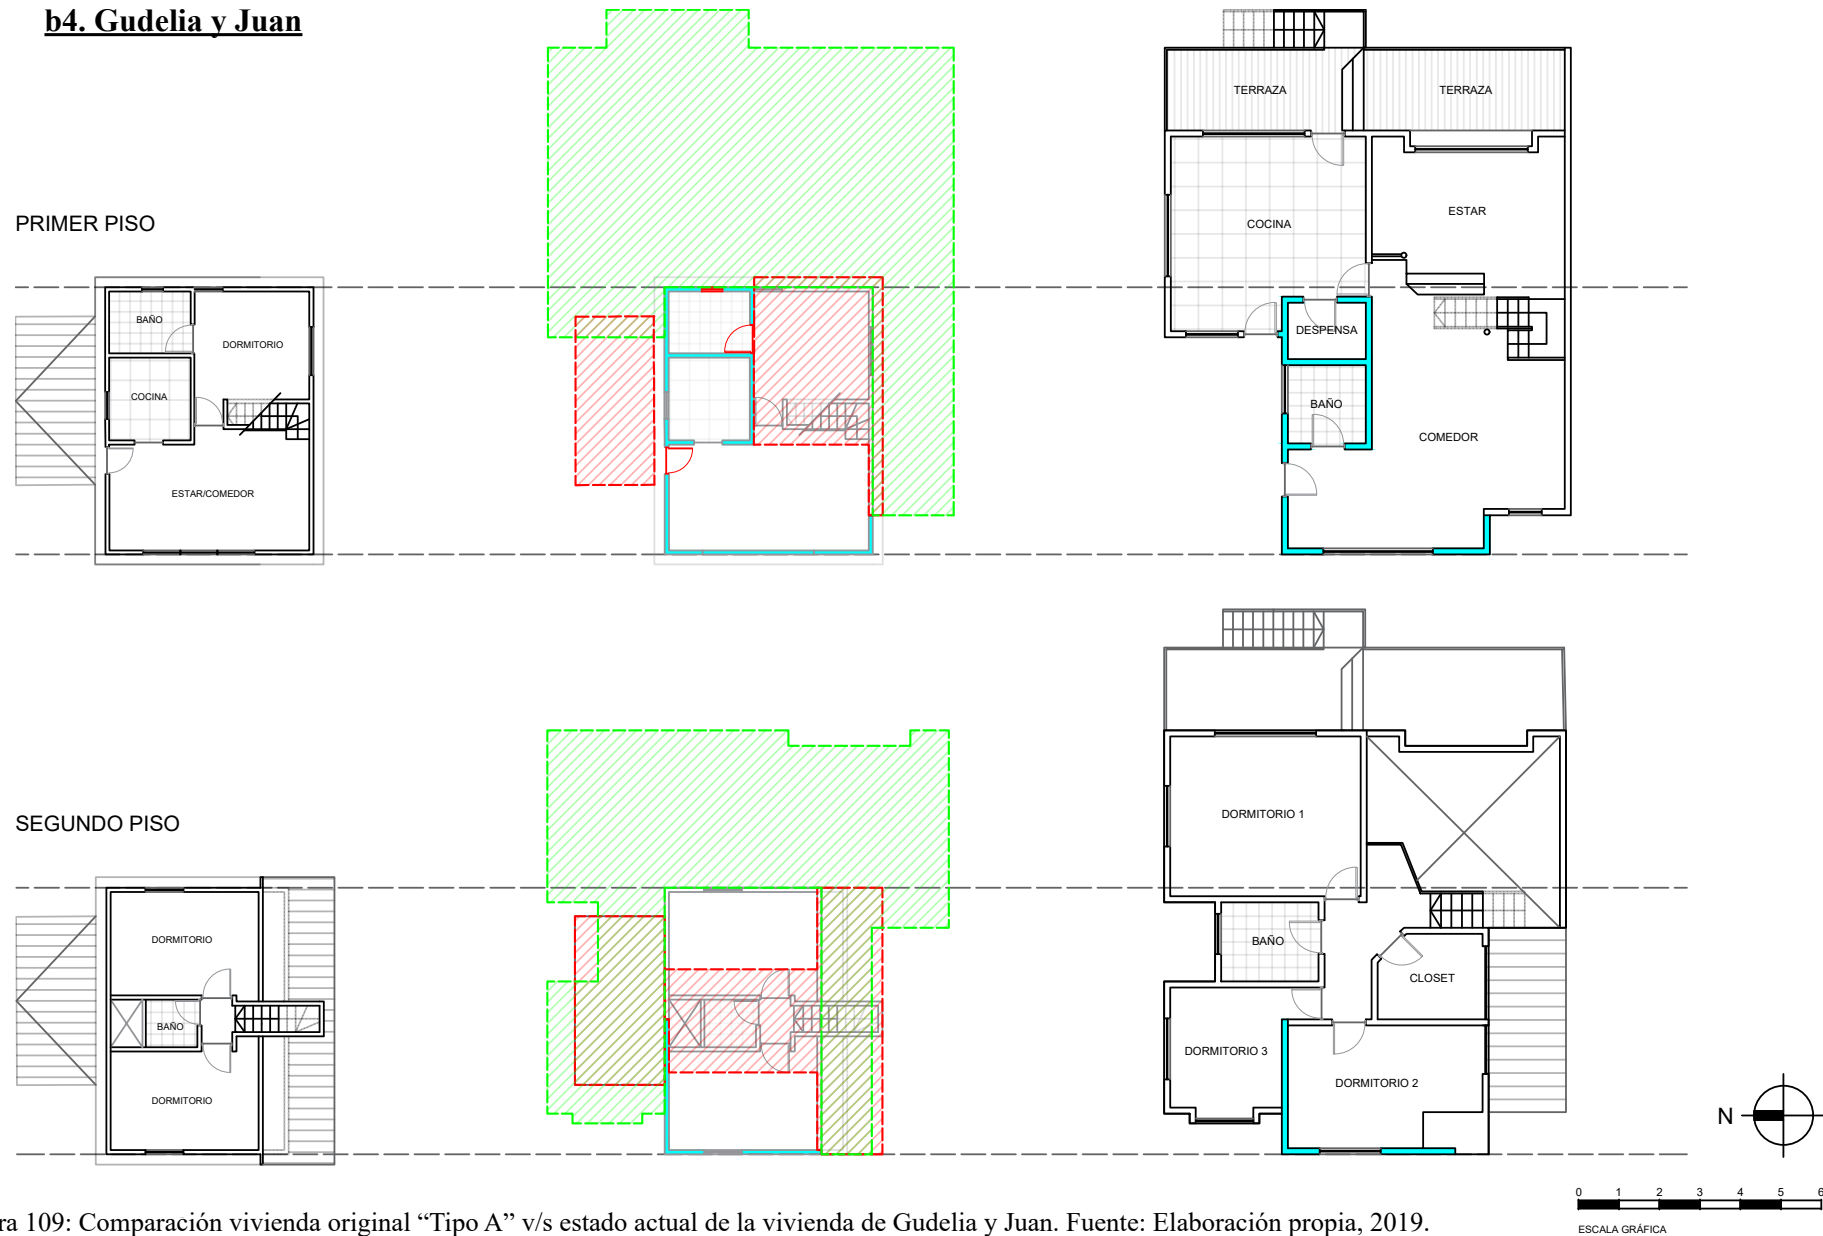 b4. Gudelia y Juan
TERRAZA
TERRAZA
PRIMER PISO
COCINA
ESTAR
BAÑO
DORMITORIO
DESPENSA
COCINA
BAÑO
COMEDOR
ESTAR/COMEDOR
SEGUNDO PISO
DORMITORIO 1
DORMITORIO
BAÑO
CLOSET
BAÑO
DORMITORIO 3
DORMITORIO 2
DORMITORIO
N
0 1 2 3 4 5 6
ESCALA GRÁFICA
ra 109: Comparación vivienda original “Tipo A” v/s estado actual de la vivienda de Gudelia y Juan. Fuente: Elaboración propia, 2019.